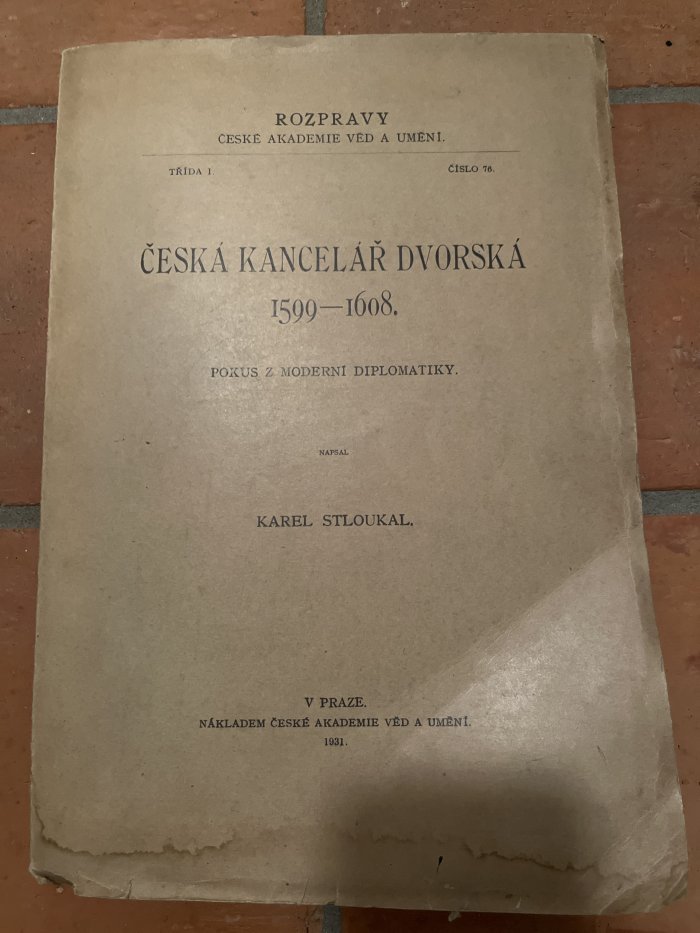 ROZPRAVY
ČESKÉ AKADEMIE VĚD A UMĚNÍ.
TŘÍDA I. ČÍSLO 76.
ČESKÁ KANCELÁŘ DVORSKÁ
1599—1608.
POKUS Z MODERNÍ DIPLOMATIKY.
NAPSAL
KAREL STLOUKAL.
V PRAZE.
NÁKLADEM ČESKÉ AKADEMIE VĚD A UMĚNÍ.
1931.